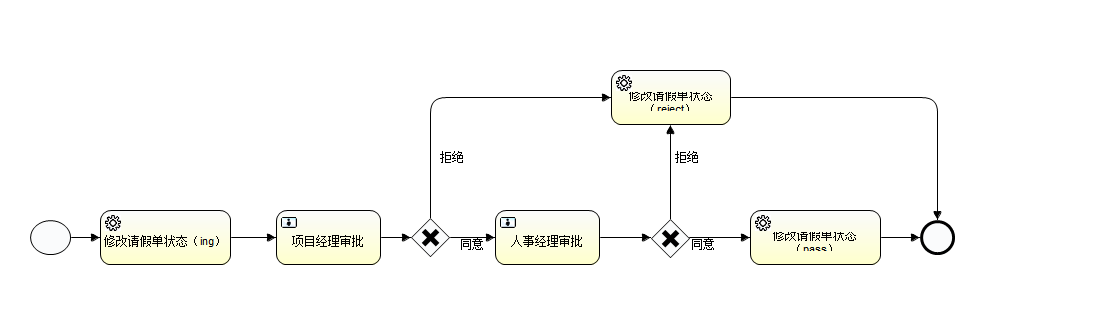 修改请假单状态
（reject）
拒绝
拒绝
修改请假单状态（ing）
项目经理审批
同意
人事经理审批
同意
修改请假单状态
（pass）